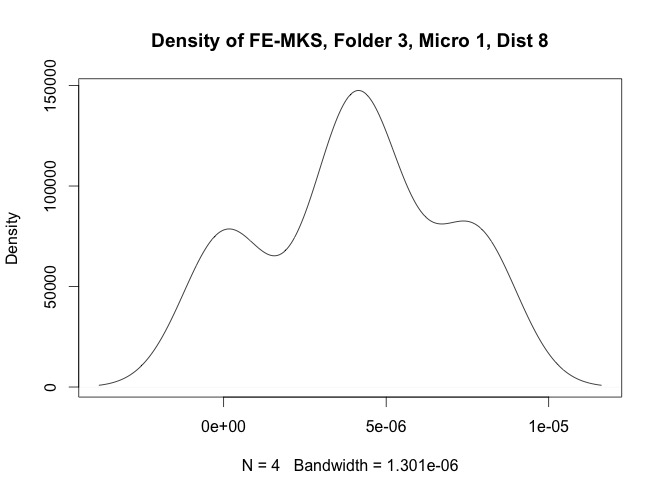 Density of FE-MKS, Folder 3, Micro 1, Dist 8
Density
150000
100000
50000
0
0e+00 5e-06 1e-05
N = 4 Bandwidth = 1.301e-06